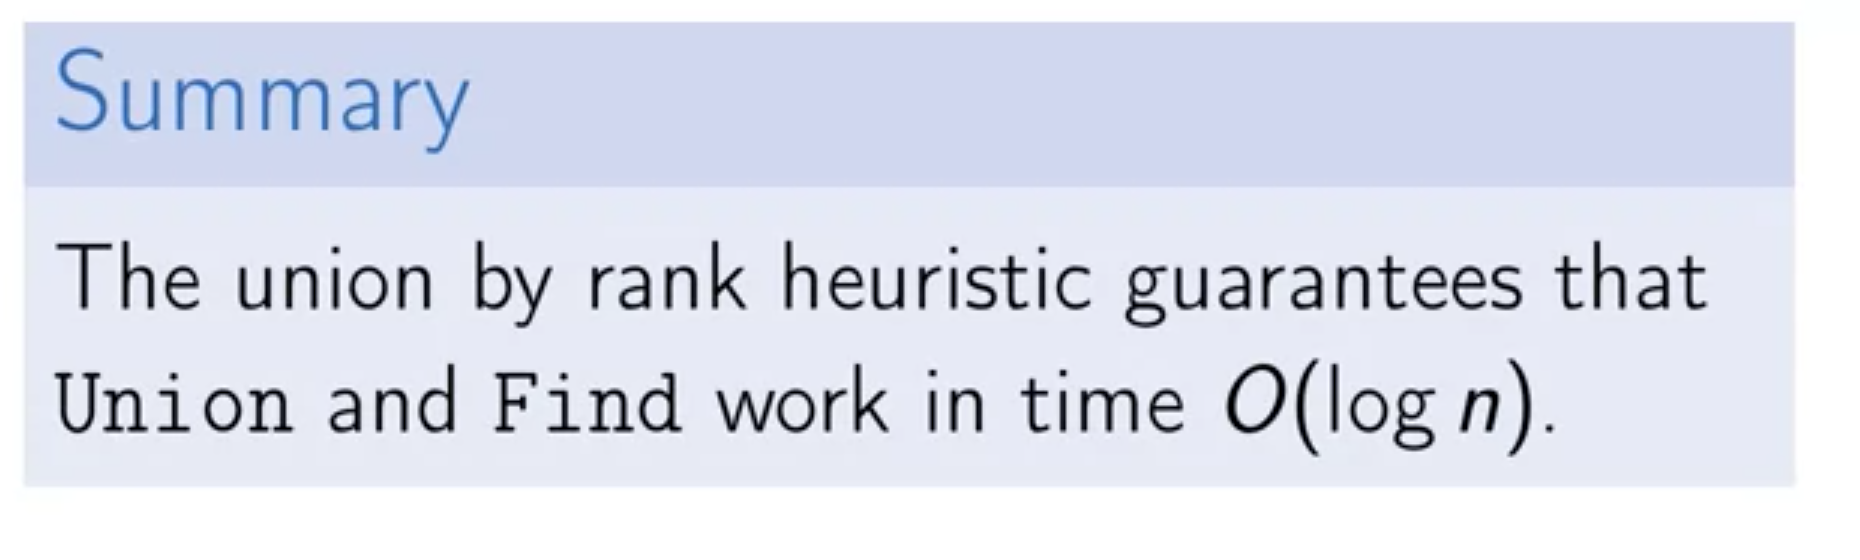 Summary
The union by rank heuristic guarantees that
Union and Find work in time O(log n).